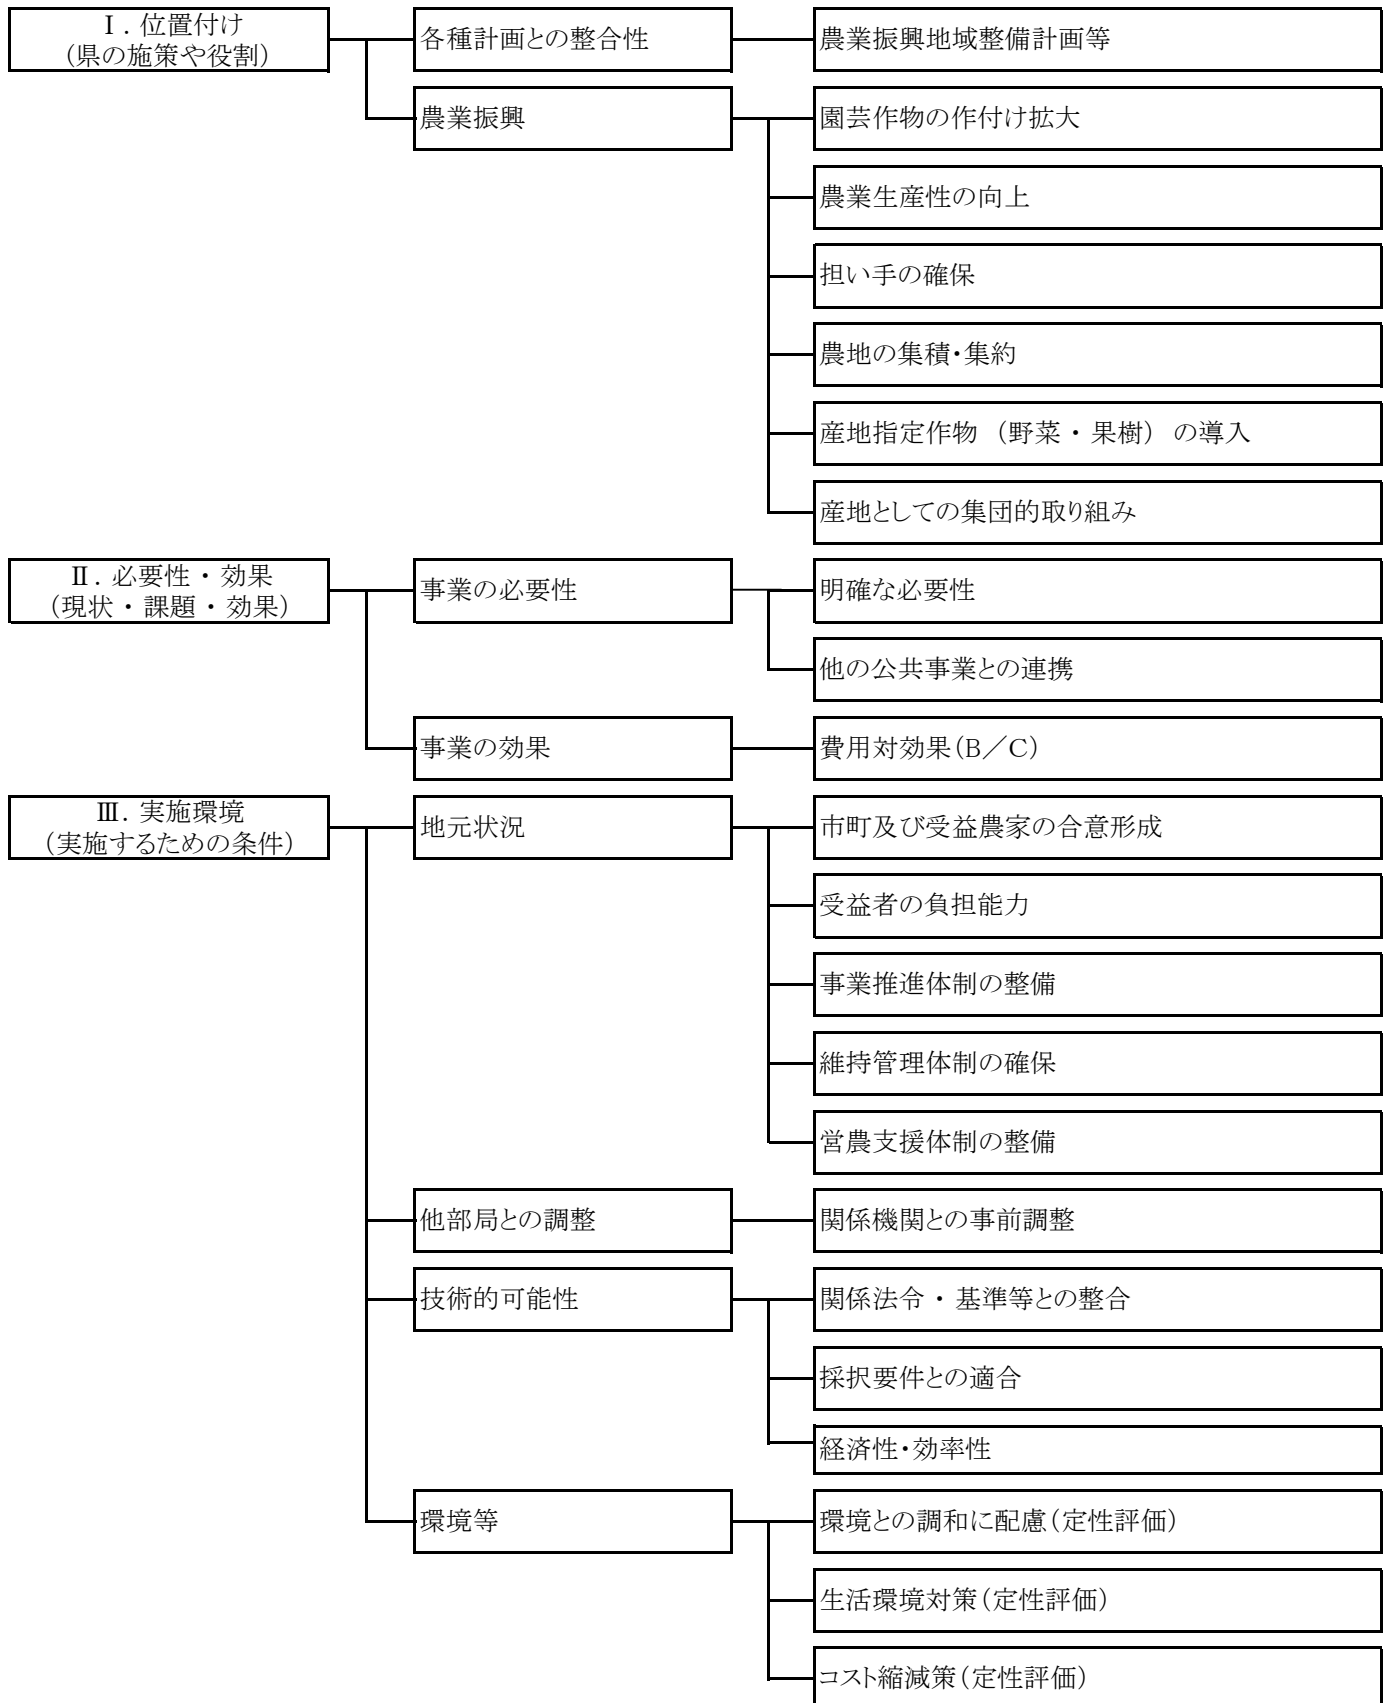 Ⅰ．位置付け
（県の施策や役割）
各種計画との整合性
農業振興地域整備計画等
農業振興
園芸作物の作付け拡大
農業生産性の向上
担い手の確保
農地の集積・集約
産地指定作物（野菜・果樹）の導入
産地としての集団的取り組み
Ⅱ．必要性・効果
（現状・課題・効果）
事業の必要性
明確な必要性
他の公共事業との連携
事業の効果
費用対効果（B／C）
Ⅲ．実施環境
（実施するための条件）
地元状況
市町及び受益農家の合意形成
受益者の負担能力
事業推進体制の整備
維持管理体制の確保
営農支援体制の整備
他部局との調整
関係機関との事前調整
技術的可能性
関係法令・基準等との整合
採択要件との適合
経済性・効率性
環境等
環境との調和に配慮（定性評価）
生活環境対策（定性評価）
コスト縮減策（定性評価）